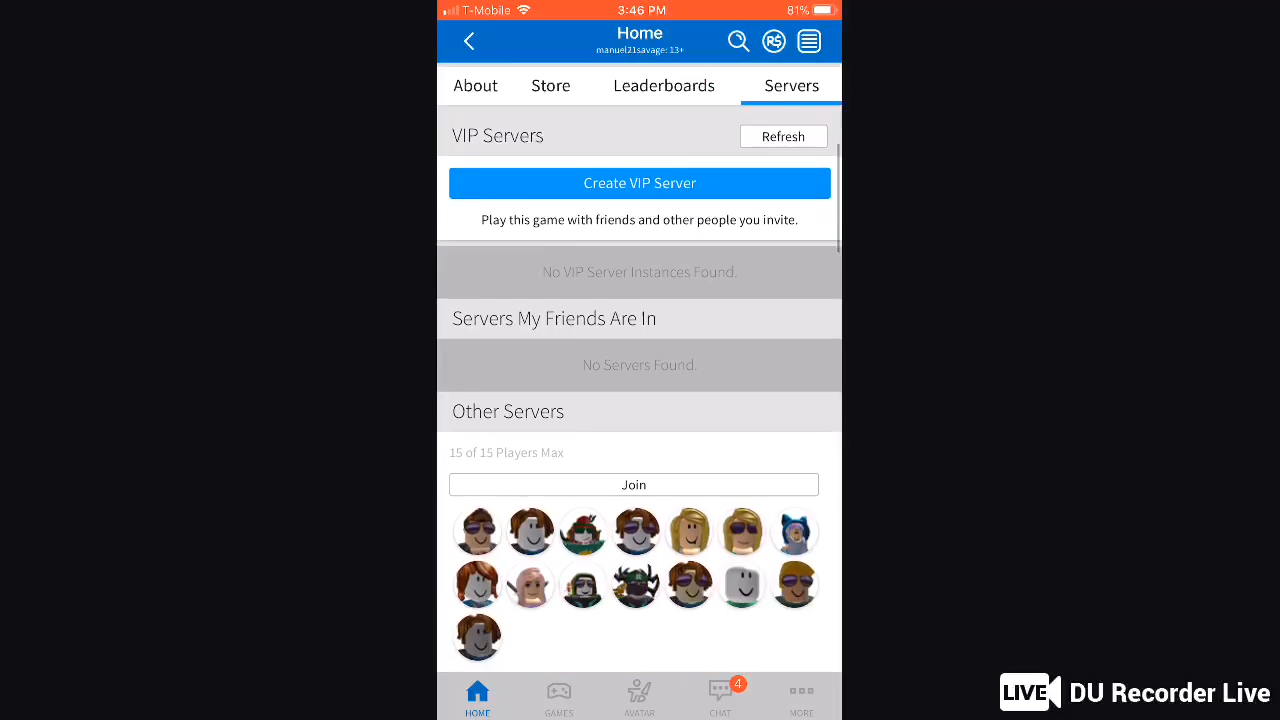 T-Mobile
3:46 PM
81%
Home
manuel21savage: 13+
R$
About
Store
Leaderboards
Servers
VIP Servers
Refresh
Create VIP Server
Play this game with friends and other people you invite.
No VIP Server Instances Found.
Servers My Friends Are In
No Servers Found.
Other Servers
15 of 15 Players Max
Join
HOME
GAMES
AVATAR
4
CHAT
MORE
LIVE
DU Recorder Live